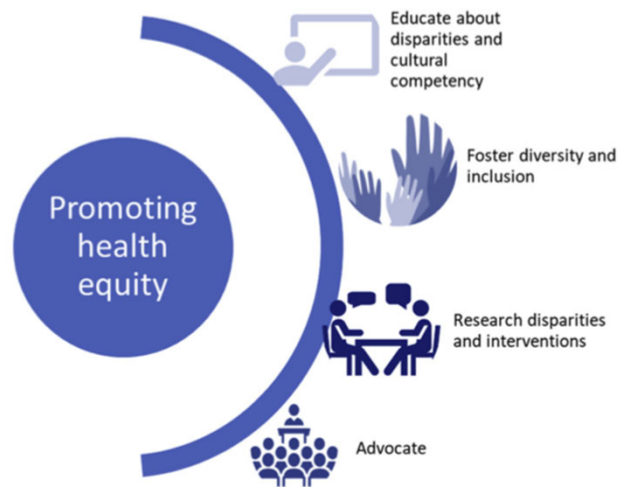 Educate about
disparities and
cultural
competency
Foster diversity and
inclusion
Promoting
health
equity
Research disparities
and interventions
Advocate